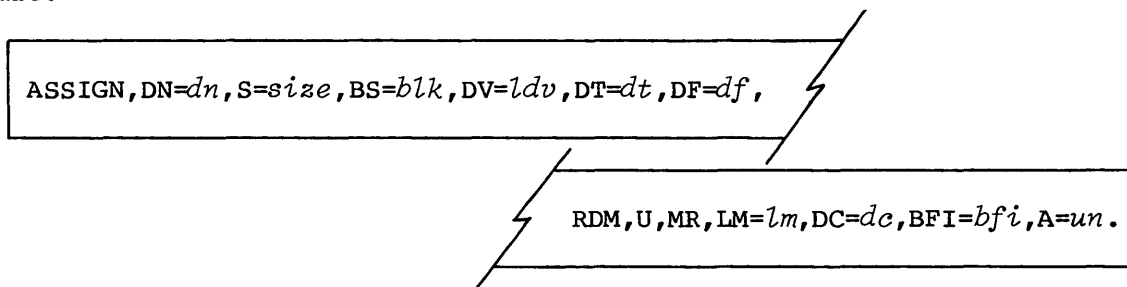 ASSIGN,DN=dn,S=size,BS=blk,DV=ldv,DT=dt,DF=df,
RDM,U,MR,LM=lm,DC=dc,BFI=bfi,A=un.